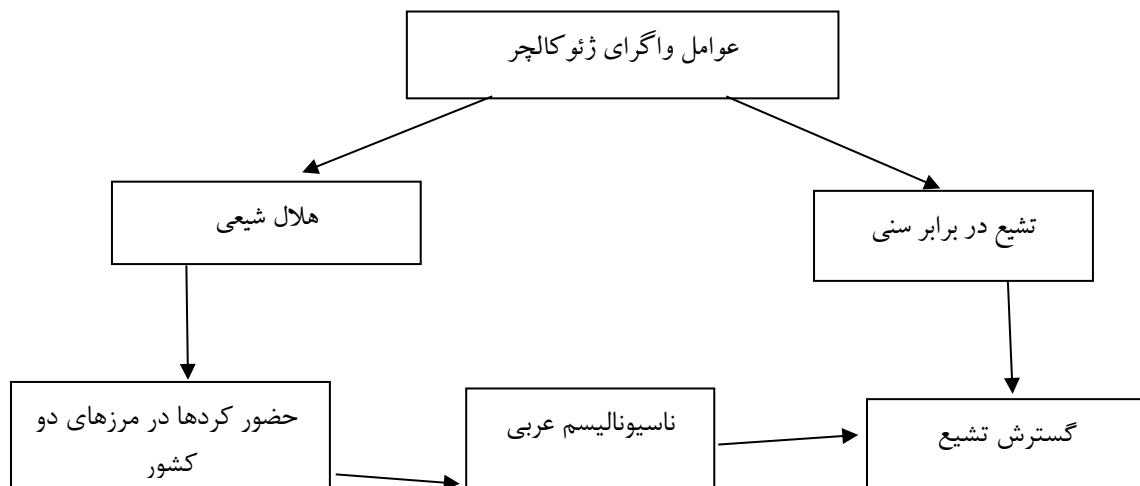 عوامل واگرای ژئوکالچر
تشیع در برابر سنی
هلال شیعی
گسترش تشیع
ناسیونالیسم عربی
حضور کردها در مرزهای دو
کشور